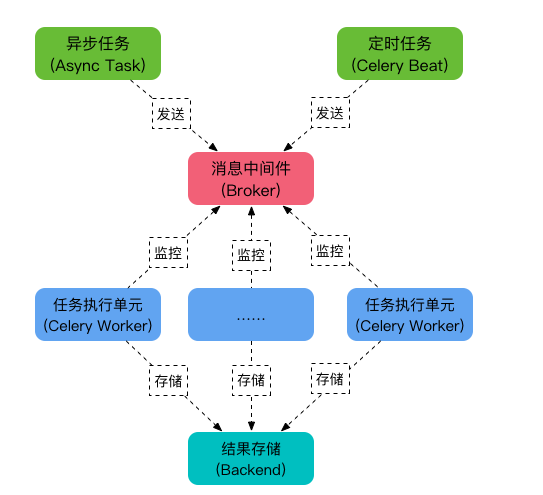 异步任务
(Async Task)
定时任务
(Celery Beat)
发送
发送
消息中间件
(Broker)
监控
监控
监控
任务执行单元
(Celery Worker)
……
任务执行单元
(Celery Worker)
存储
存储
存储
结果存储
(Backend)